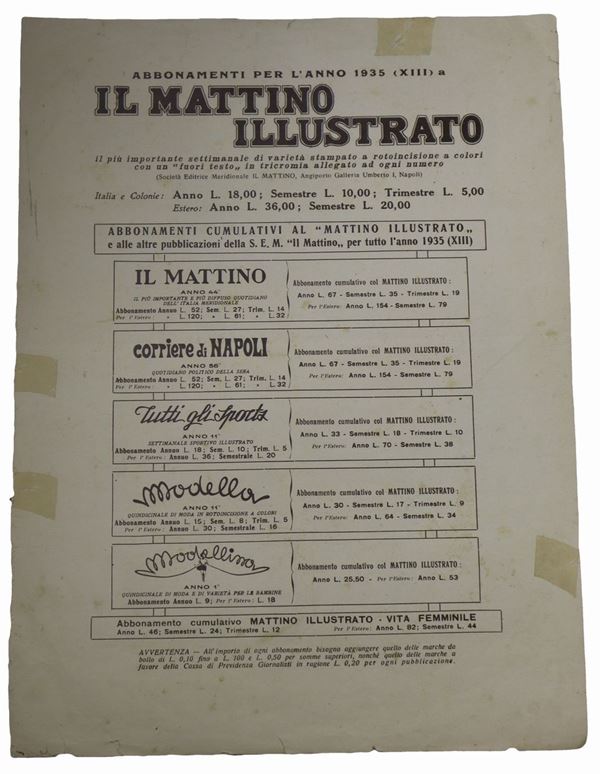 ABBONAMENTI PER L'ANNO 1935 (XIII) a
IL MATTINO
ILLUSTRATO
il più importante settimanale di varietà stampato a rotoincisione a colori
con un "fuori testo„ in tricromia allegato ad ogni numero
(Società Editrice Meridionale IL MATTINO, Angiporto Galleria Umberto I, Napoli)
Italia e Colonie: Anno L. 18,00; Semestre L. 10,00; Trimestre L. 5,00
Estero: Anno L. 36,00; Semestre L. 20,00
ABBONAMENTI CUMULATIVI AL "MATTINO ILLUSTRATO„
e alle altre pubblicazioni della S. E. M. "Il Mattino„ per tutto l'anno 1935 (XIII)
IL MATTINO
ANNO 44°
IL PIÙ IMPORTANTE E PIÙ DIFFUSO QUOTIDIANO
DELL'ITALIA MERIDIONALE
Abbonamento Annuo L. 52; Sem. L. 27; Trim. L. 14
Per l'Estero: " L. 120; " L. 61; " L. 32
Abbonamento cumulativo col MATTINO ILLUSTRATO:
Anno L. 67 - Semestre L. 35 - Trimestre L. 19
Per l'Estero: Anno L. 154 - Semestre L. 79
corriere di NAPOLI
ANNO 56°
QUOTIDIANO POLITICO DELLA SERA
Abbonamento Annuo L. 52; Sem. L. 27; Trim. L. 14
Per l'Estero: " L. 120; " L. 61; " L. 32
Abbonamento cumulativo col MATTINO ILLUSTRATO:
Anno L. 67 - Semestre L. 35 - Trimestre L. 19
Per l'Estero: Anno L. 154 - Semestre L. 79
Tutti gli Sports
ANNO 11°
SETTIMANALE SPORTIVO ILLUSTRATO
Abbonamento Annuo L. 18; Sem. L. 10; Trim. L. 5
Per l'Estero: Annuo L. 36; Semestrale L. 20
Abbonamento cumulativo col MATTINO ILLUSTRATO:
Anno L. 33 - Semestre L. 18 - Trimestre L. 10
Per l'Estero: Anno L. 70 - Semestre L. 38
Modella
ANNO 11°
QUINDICINALE DI MODA IN ROTOINCISIONE A COLORI
Abbonamento Annuo L. 15; Sem. L. 8; Trim. L. 5
Per l'Estero: Annuo L. 30; Semestrale L. 16
Abbonamento cumulativo col MATTINO ILLUSTRATO:
Anno L. 30 - Semestre L. 17 - Trimestre L. 9
Per l'Estero: Anno L. 64 - Semestre L. 34
Modellina
ANNO 1°
QUINDICINALE DI MODA E DI VARIETÀ PER LE BAMBINE
Abbonamento Annuo L. 9; Per l'Estero: L. 18
Abbonamento cumulativo col MATTINO ILLUSTRATO:
Anno L. 25,50 - Per l'Estero: Anno L. 53
Abbonamento cumulativo MATTINO ILLUSTRATO - VITA FEMMINILE
Anno L. 46; Semestre L. 24; Trimestre L. 12 Per l'Estero: Anno L. 82; Semestre L. 44
AVVERTENZA — All'importo di ogni abbonamento bisogna aggiungere quello delle marche da
bollo di L. 0,10 fino a L. 100 e L. 0,50 per somme superiori, nonché quello delle marche a
favore della Cassa di Previdenza Giornalisti in ragione L. 0,20 per ogni pubblicazione.